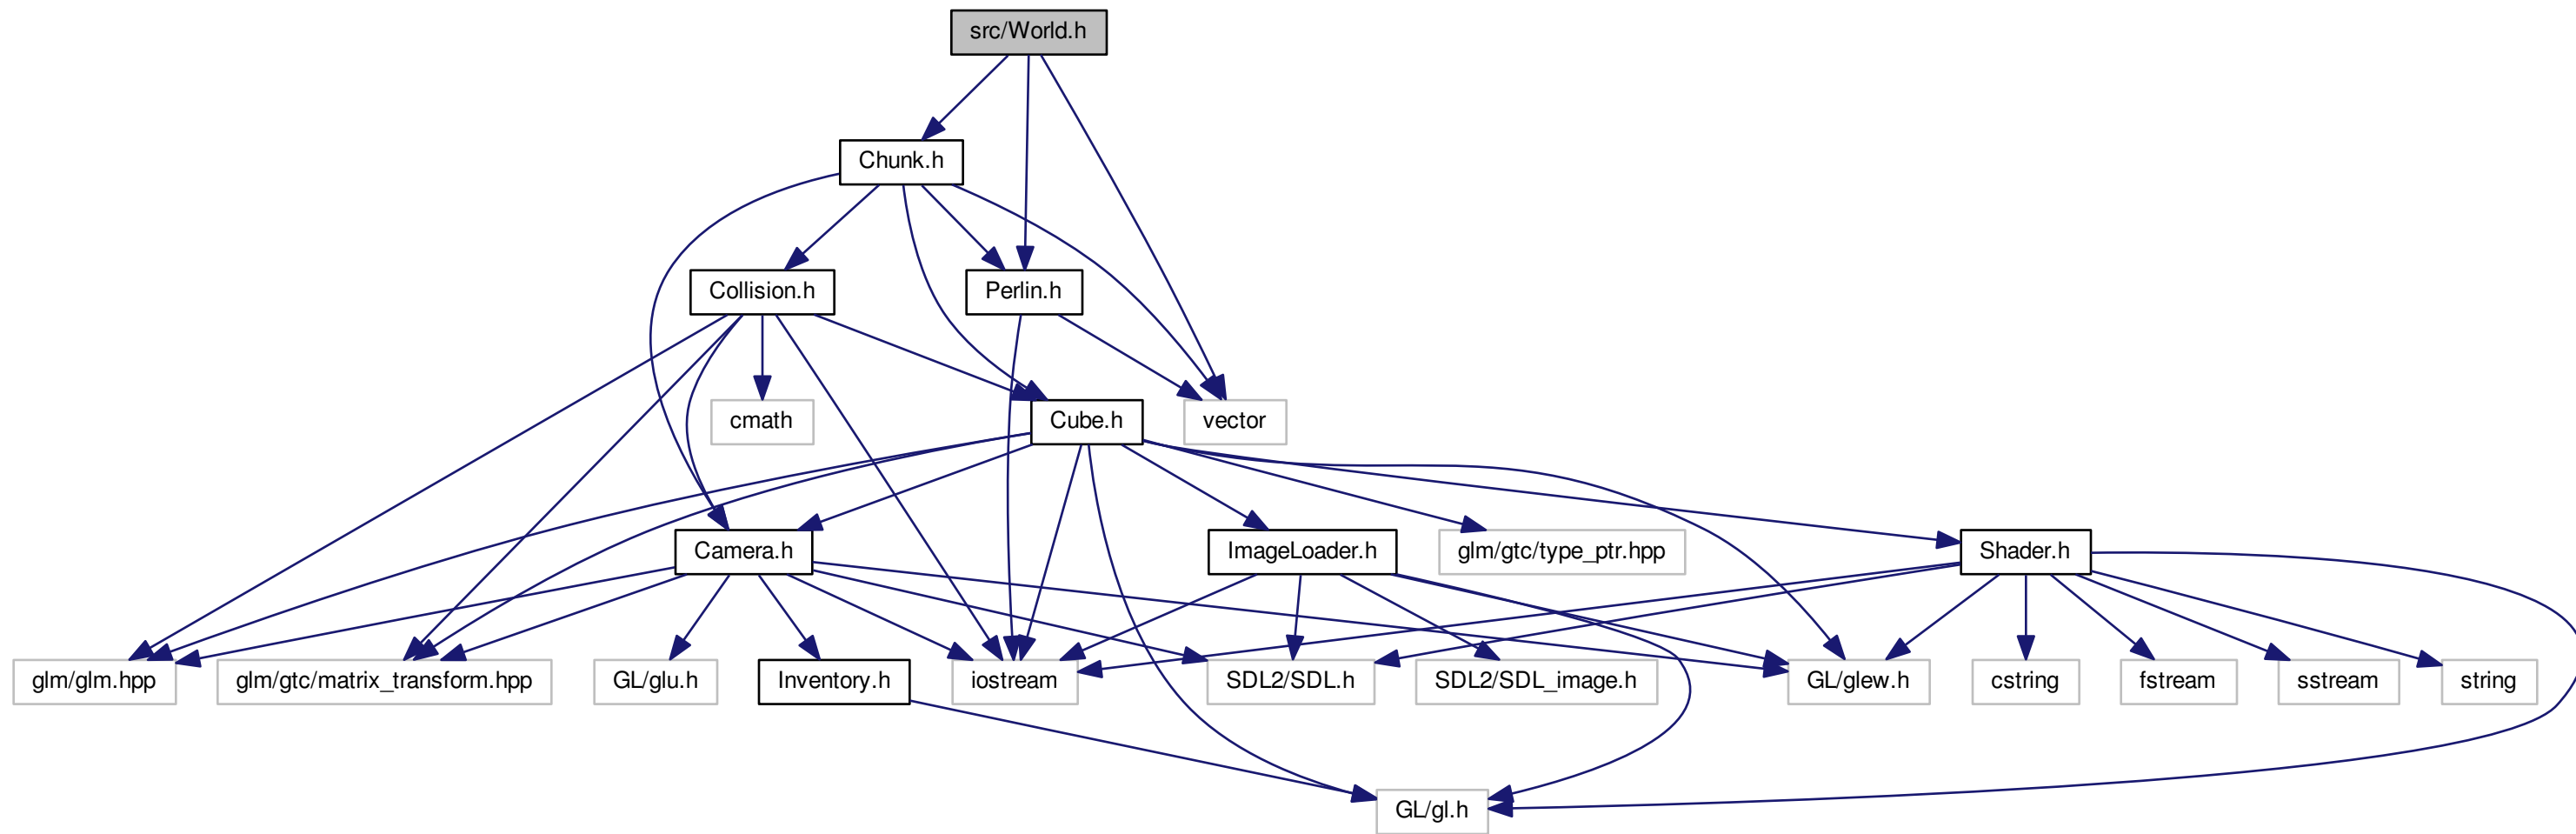 src/World.h
Chunk.h
Collision.h
Perlin.h
cmath
Cube.h
vector
Camera.h
ImageLoader.h
glm/gtc/type_ptr.hpp
Shader.h
glm/glm.hpp
glm/gtc/matrix_transform.hpp
GL/glu.h
Inventory.h
iostream
SDL2/SDL.h
SDL2/SDL_image.h
GL/glew.h
cstring
fstream
sstream
string
GL/gl.h